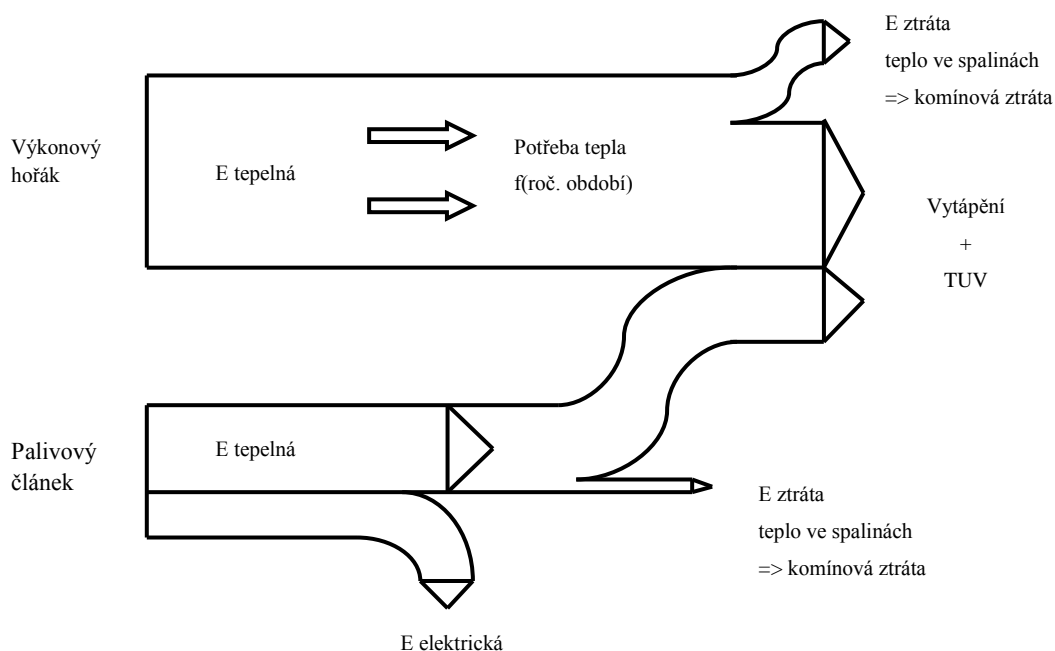 E ztráta
teplo ve spalinách
=> komínová ztráta
Výkonový
hořák
E tepelná
Potřeba tepla
f(roč. období)
Vytápění
+
TUV
Palivový
článek
E tepelná
E ztráta
teplo ve spalinách
=> komínová ztráta
E elektrická